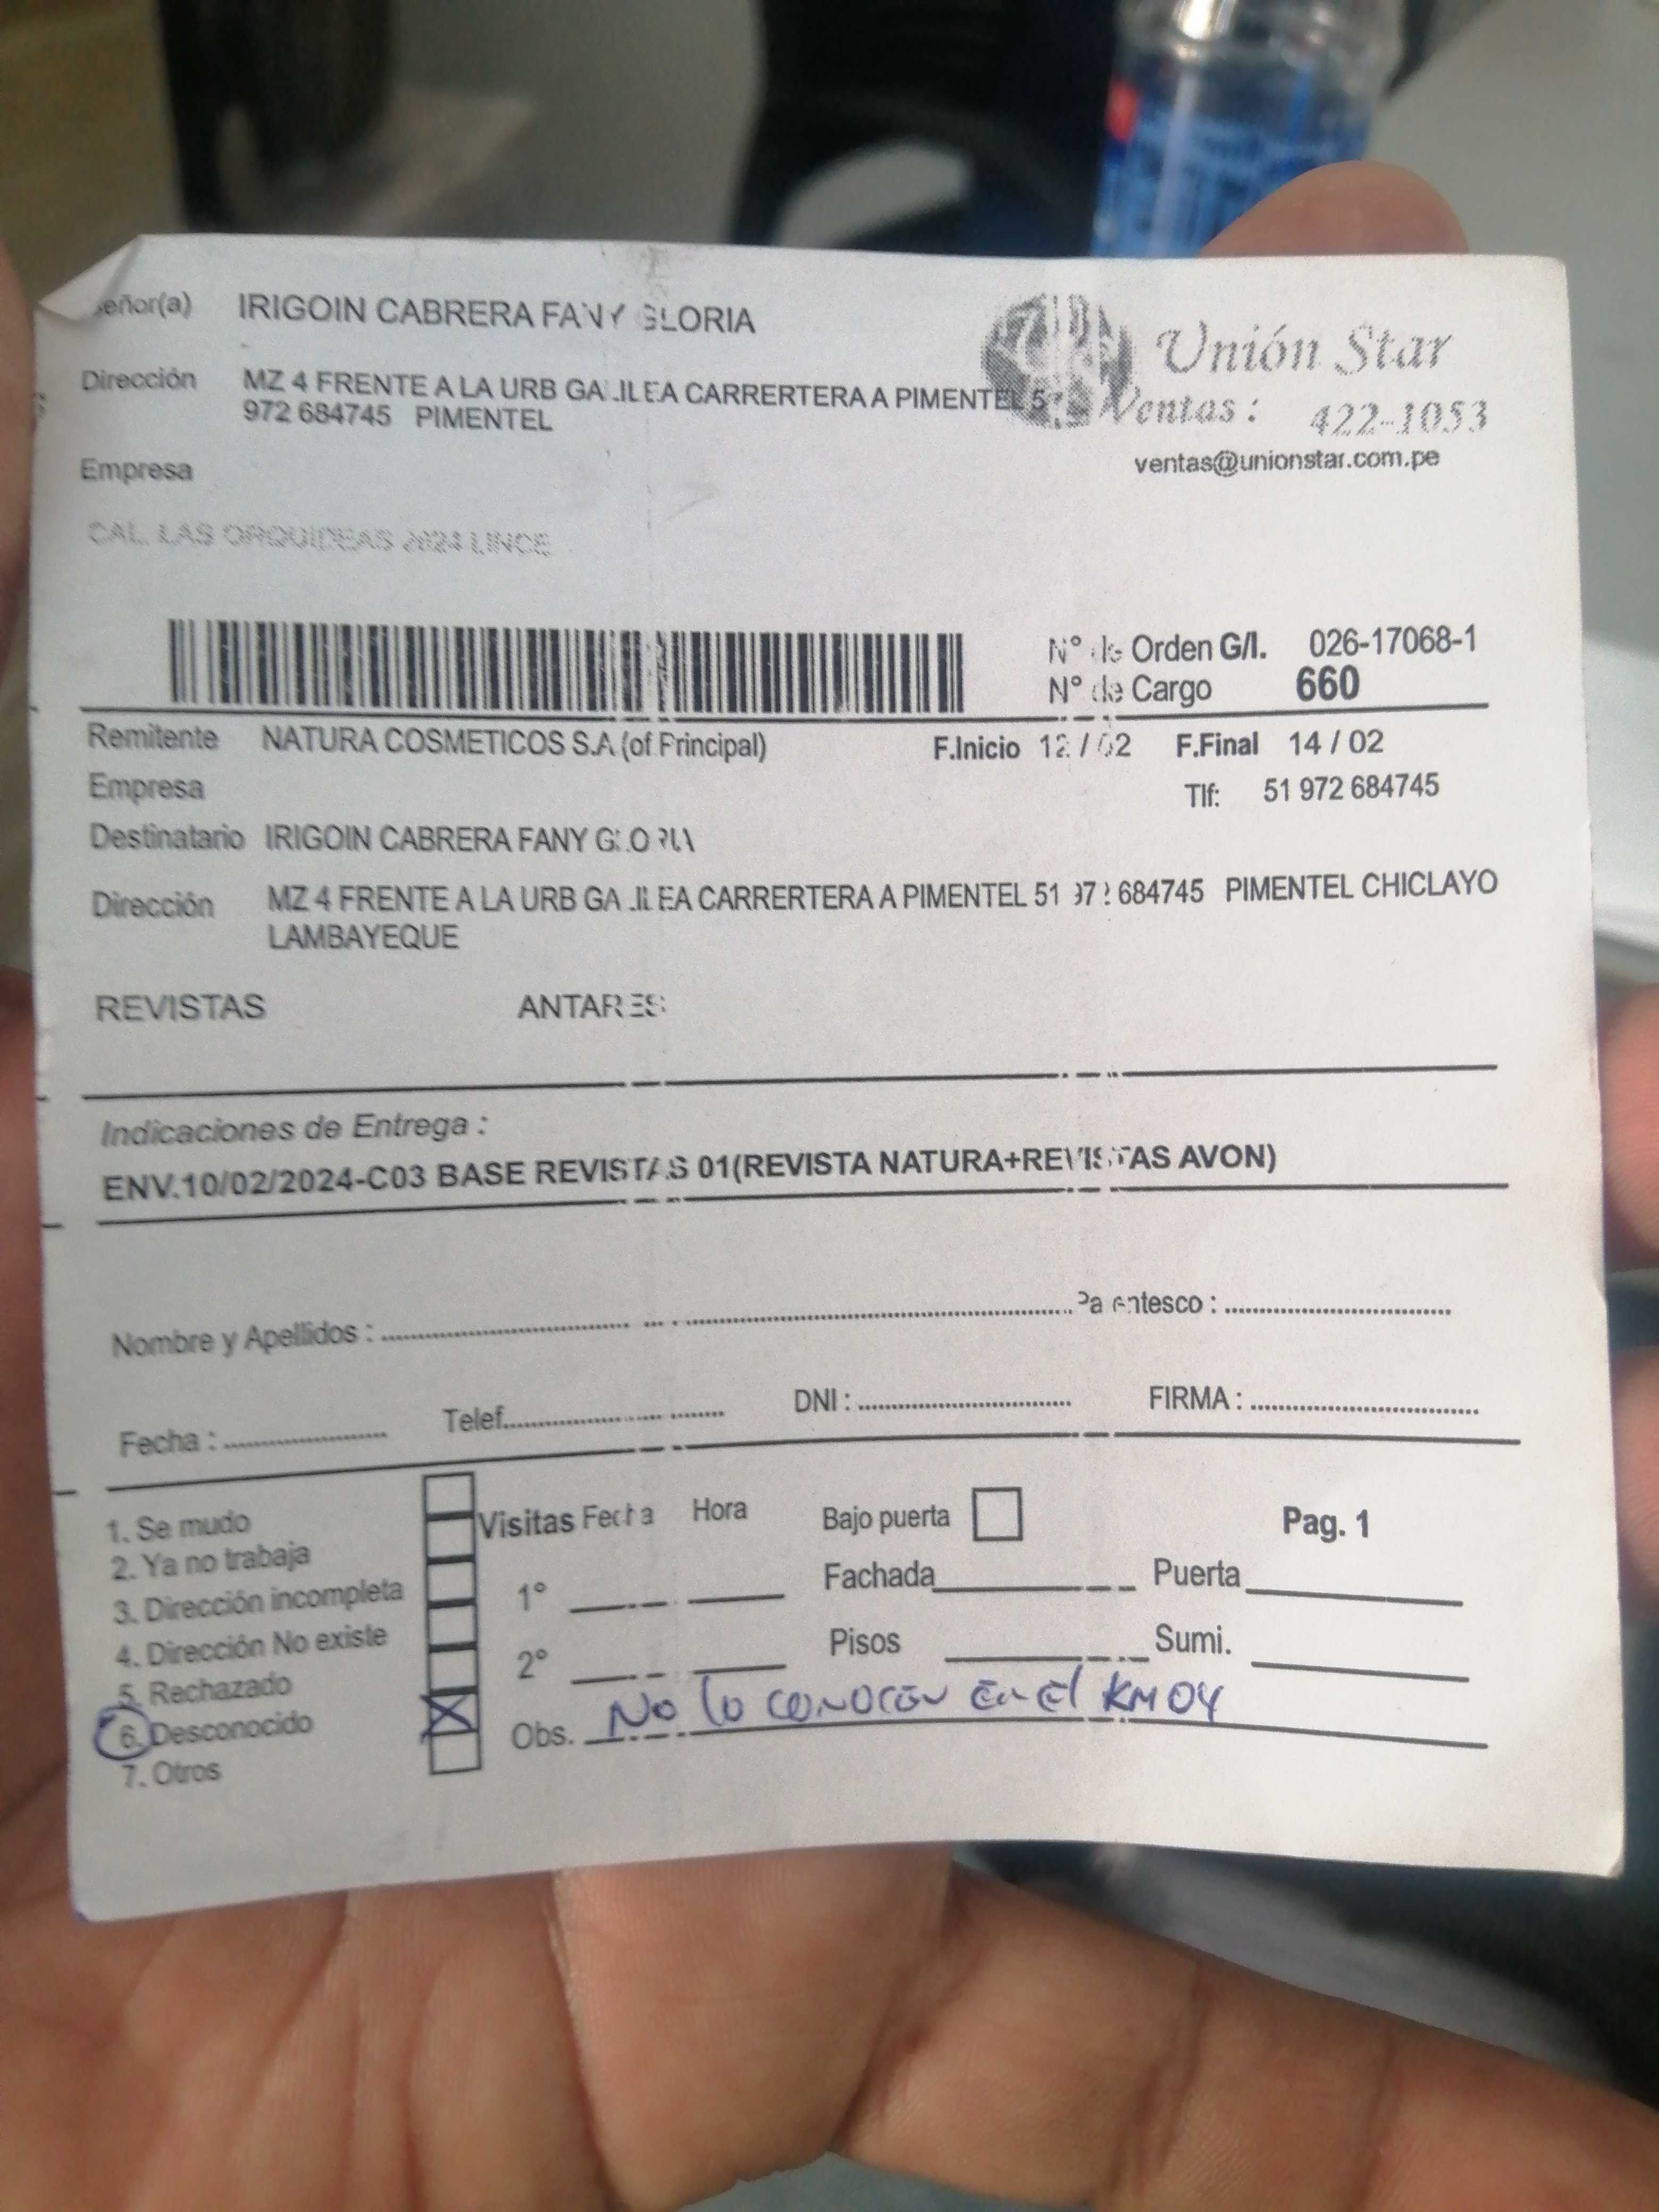 eñor(a) IRIGOIN CABRERA FANY GLORIA
Unión Star
Dirección MZ 4 FRENTE A LA URB GALILEA CARRERTERA A PIMENTEL 5
972 684745 PIMENTEL
Ventas : 422-1053
ventas@unionstar.com.pe
Empresa
CAL. LAS ORQUIDEAS 2624 LINCE
N° de Orden G/I. 026-17068-1
N° de Cargo 660
Remitente NATURA COSMETICOS S.A (of.Principal) F.Inicio 12 / 02 F.Final 14 / 02
Empresa Tlf: 51 972 684745
Destinatario IRIGOIN CABRERA FANY GLORIA
Dirección MZ 4 FRENTE A LA URB GALILEA CARRERTERA A PIMENTEL 51 972 684745 PIMENTEL CHICLAYO
LAMBAYEQUE
REVISTAS ANTARES
Indicaciones de Entrega :
ENV.10/02/2024-C03 BASE REVISTAS 01(REVISTA NATURA+REVISTAS AVON)
Nombre y Apellidos : Parentesco :
Fecha : Telef. DNI : FIRMA :
1. Se mudo
2. Ya no trabaja
3. Dirección incompleta
4. Dirección No existe
5. Rechazado
6. Desconocido
7. Otros
Visitas Fecha Hora Bajo puerta Pag. 1
1° Fachada Puerta
2° Pisos Sumi.
Obs. No lo conocen en el KM 04